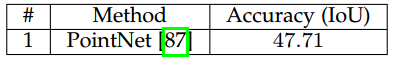 # Method Accuracy (IoU)
1 PointNet [87] 47.71